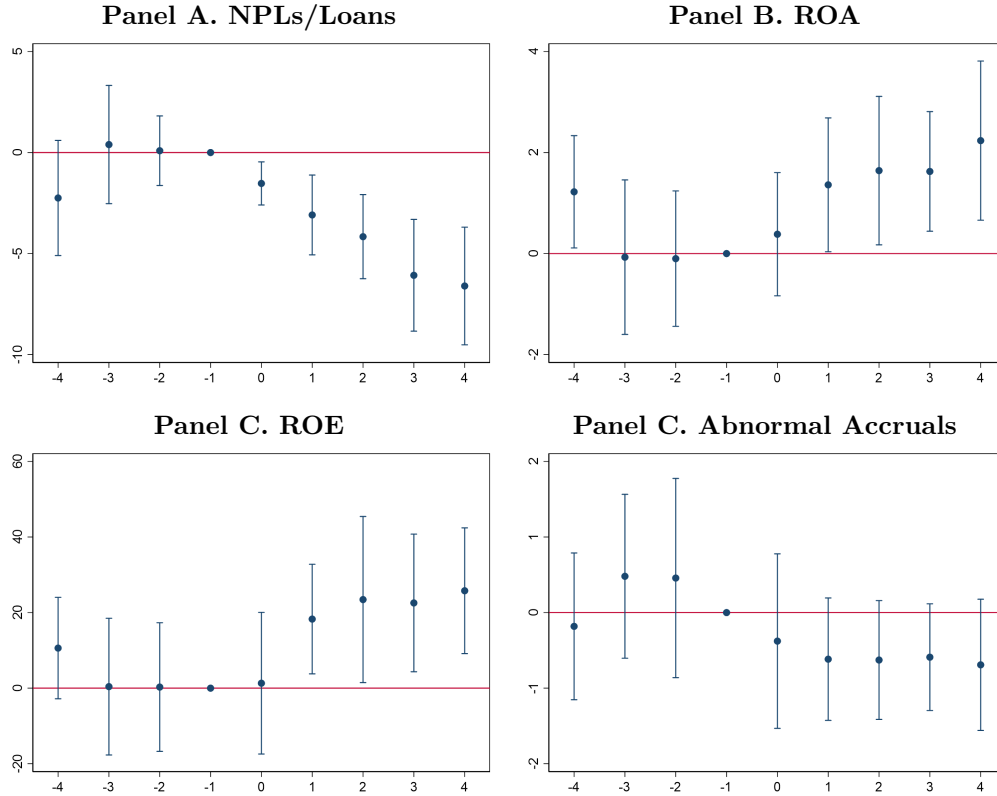 Panel A. NPLs/Loans
5
0
-5
-10
-4 -3 -2 -1 0 1 2 3 4
Panel B. ROA
4
2
0
-2
-4 -3 -2 -1 0 1 2 3 4
Panel C. ROE
60
40
20
0
-20
-4 -3 -2 -1 0 1 2 3 4
Panel C. Abnormal Accruals
2
1
0
-1
-2
-4 -3 -2 -1 0 1 2 3 4